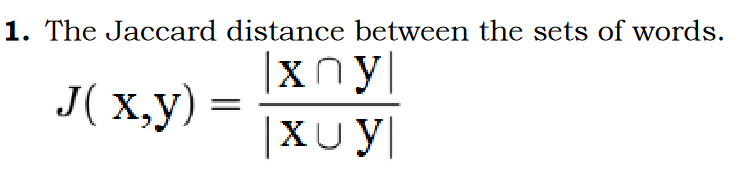 1. The Jaccard distance between the sets of words.
J( x,y) = |x ∩ y| / |x ∪ y|